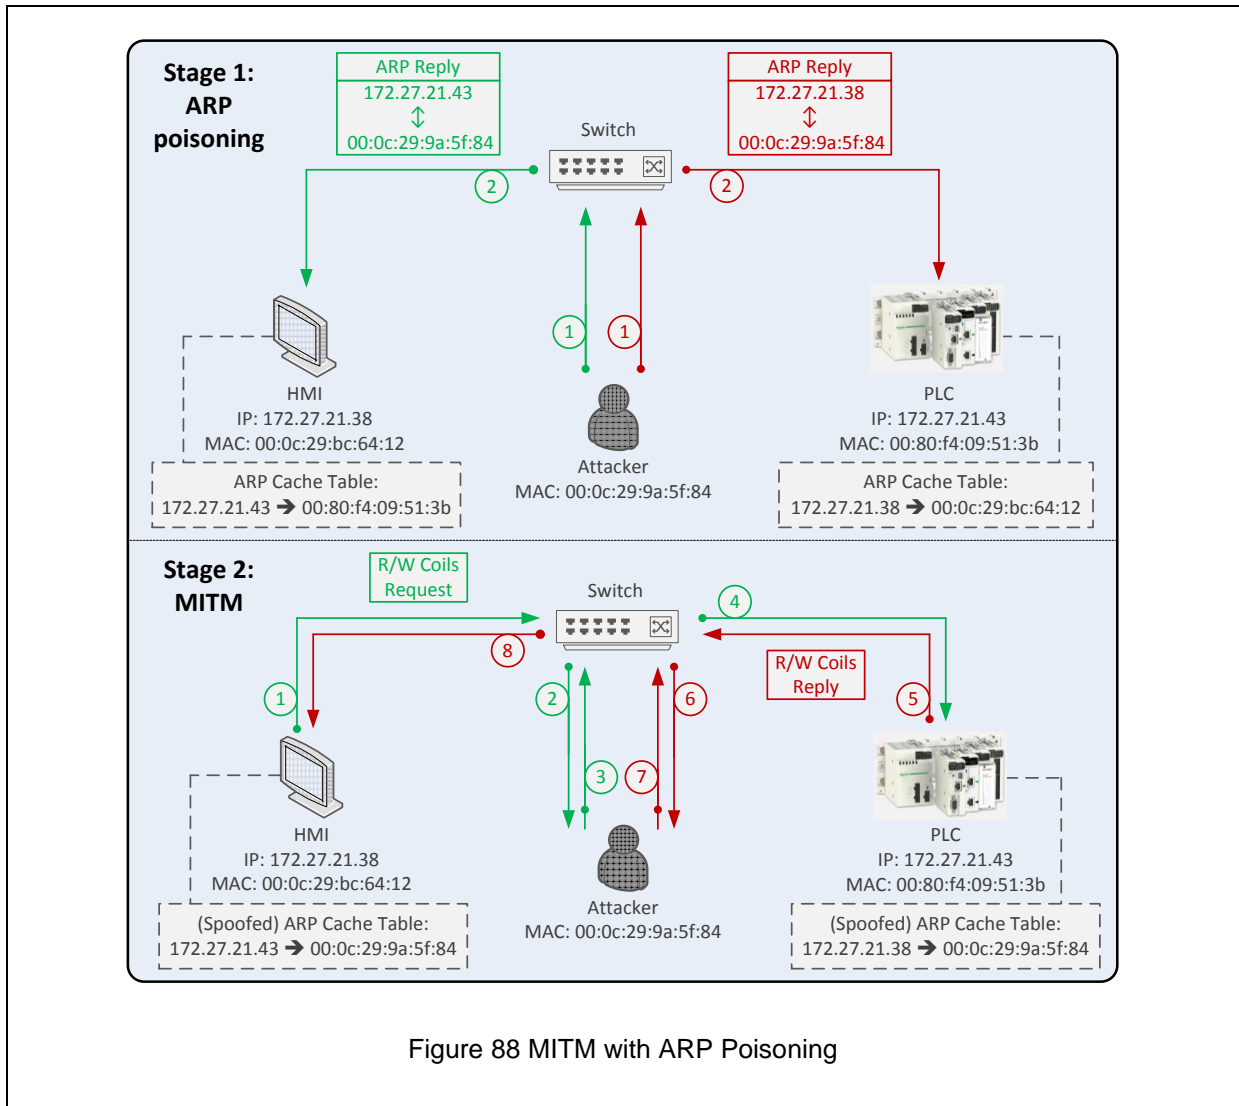 Stage 1:
ARP
poisoning
ARP Reply
172.27.21.43
↕
00:0c:29:9a:5f:84
ARP Reply
172.27.21.38
↕
00:0c:29:9a:5f:84
Switch
2
2
1
1
HMI
IP: 172.27.21.38
MAC: 00:0c:29:bc:64:12
ARP Cache Table:
172.27.21.43 ➔ 00:80:f4:09:51:3b
Attacker
MAC: 00:0c:29:9a:5f:84
PLC
IP: 172.27.21.43
MAC: 00:80:f4:09:51:3b
ARP Cache Table:
172.27.21.38 ➔ 00:0c:29:bc:64:12
Stage 2:
MITM
R/W Coils
Request
Switch
4
8
R/W Coils
Reply
1
2
6
5
3
7
HMI
IP: 172.27.21.38
MAC: 00:0c:29:bc:64:12
(Spoofed) ARP Cache Table:
172.27.21.43 ➔ 00:0c:29:9a:5f:84
Attacker
MAC: 00:0c:29:9a:5f:84
PLC
IP: 172.27.21.43
MAC: 00:80:f4:09:51:3b
(Spoofed) ARP Cache Table:
172.27.21.38 ➔ 00:0c:29:9a:5f:84
Figure 88 MITM with ARP Poisoning